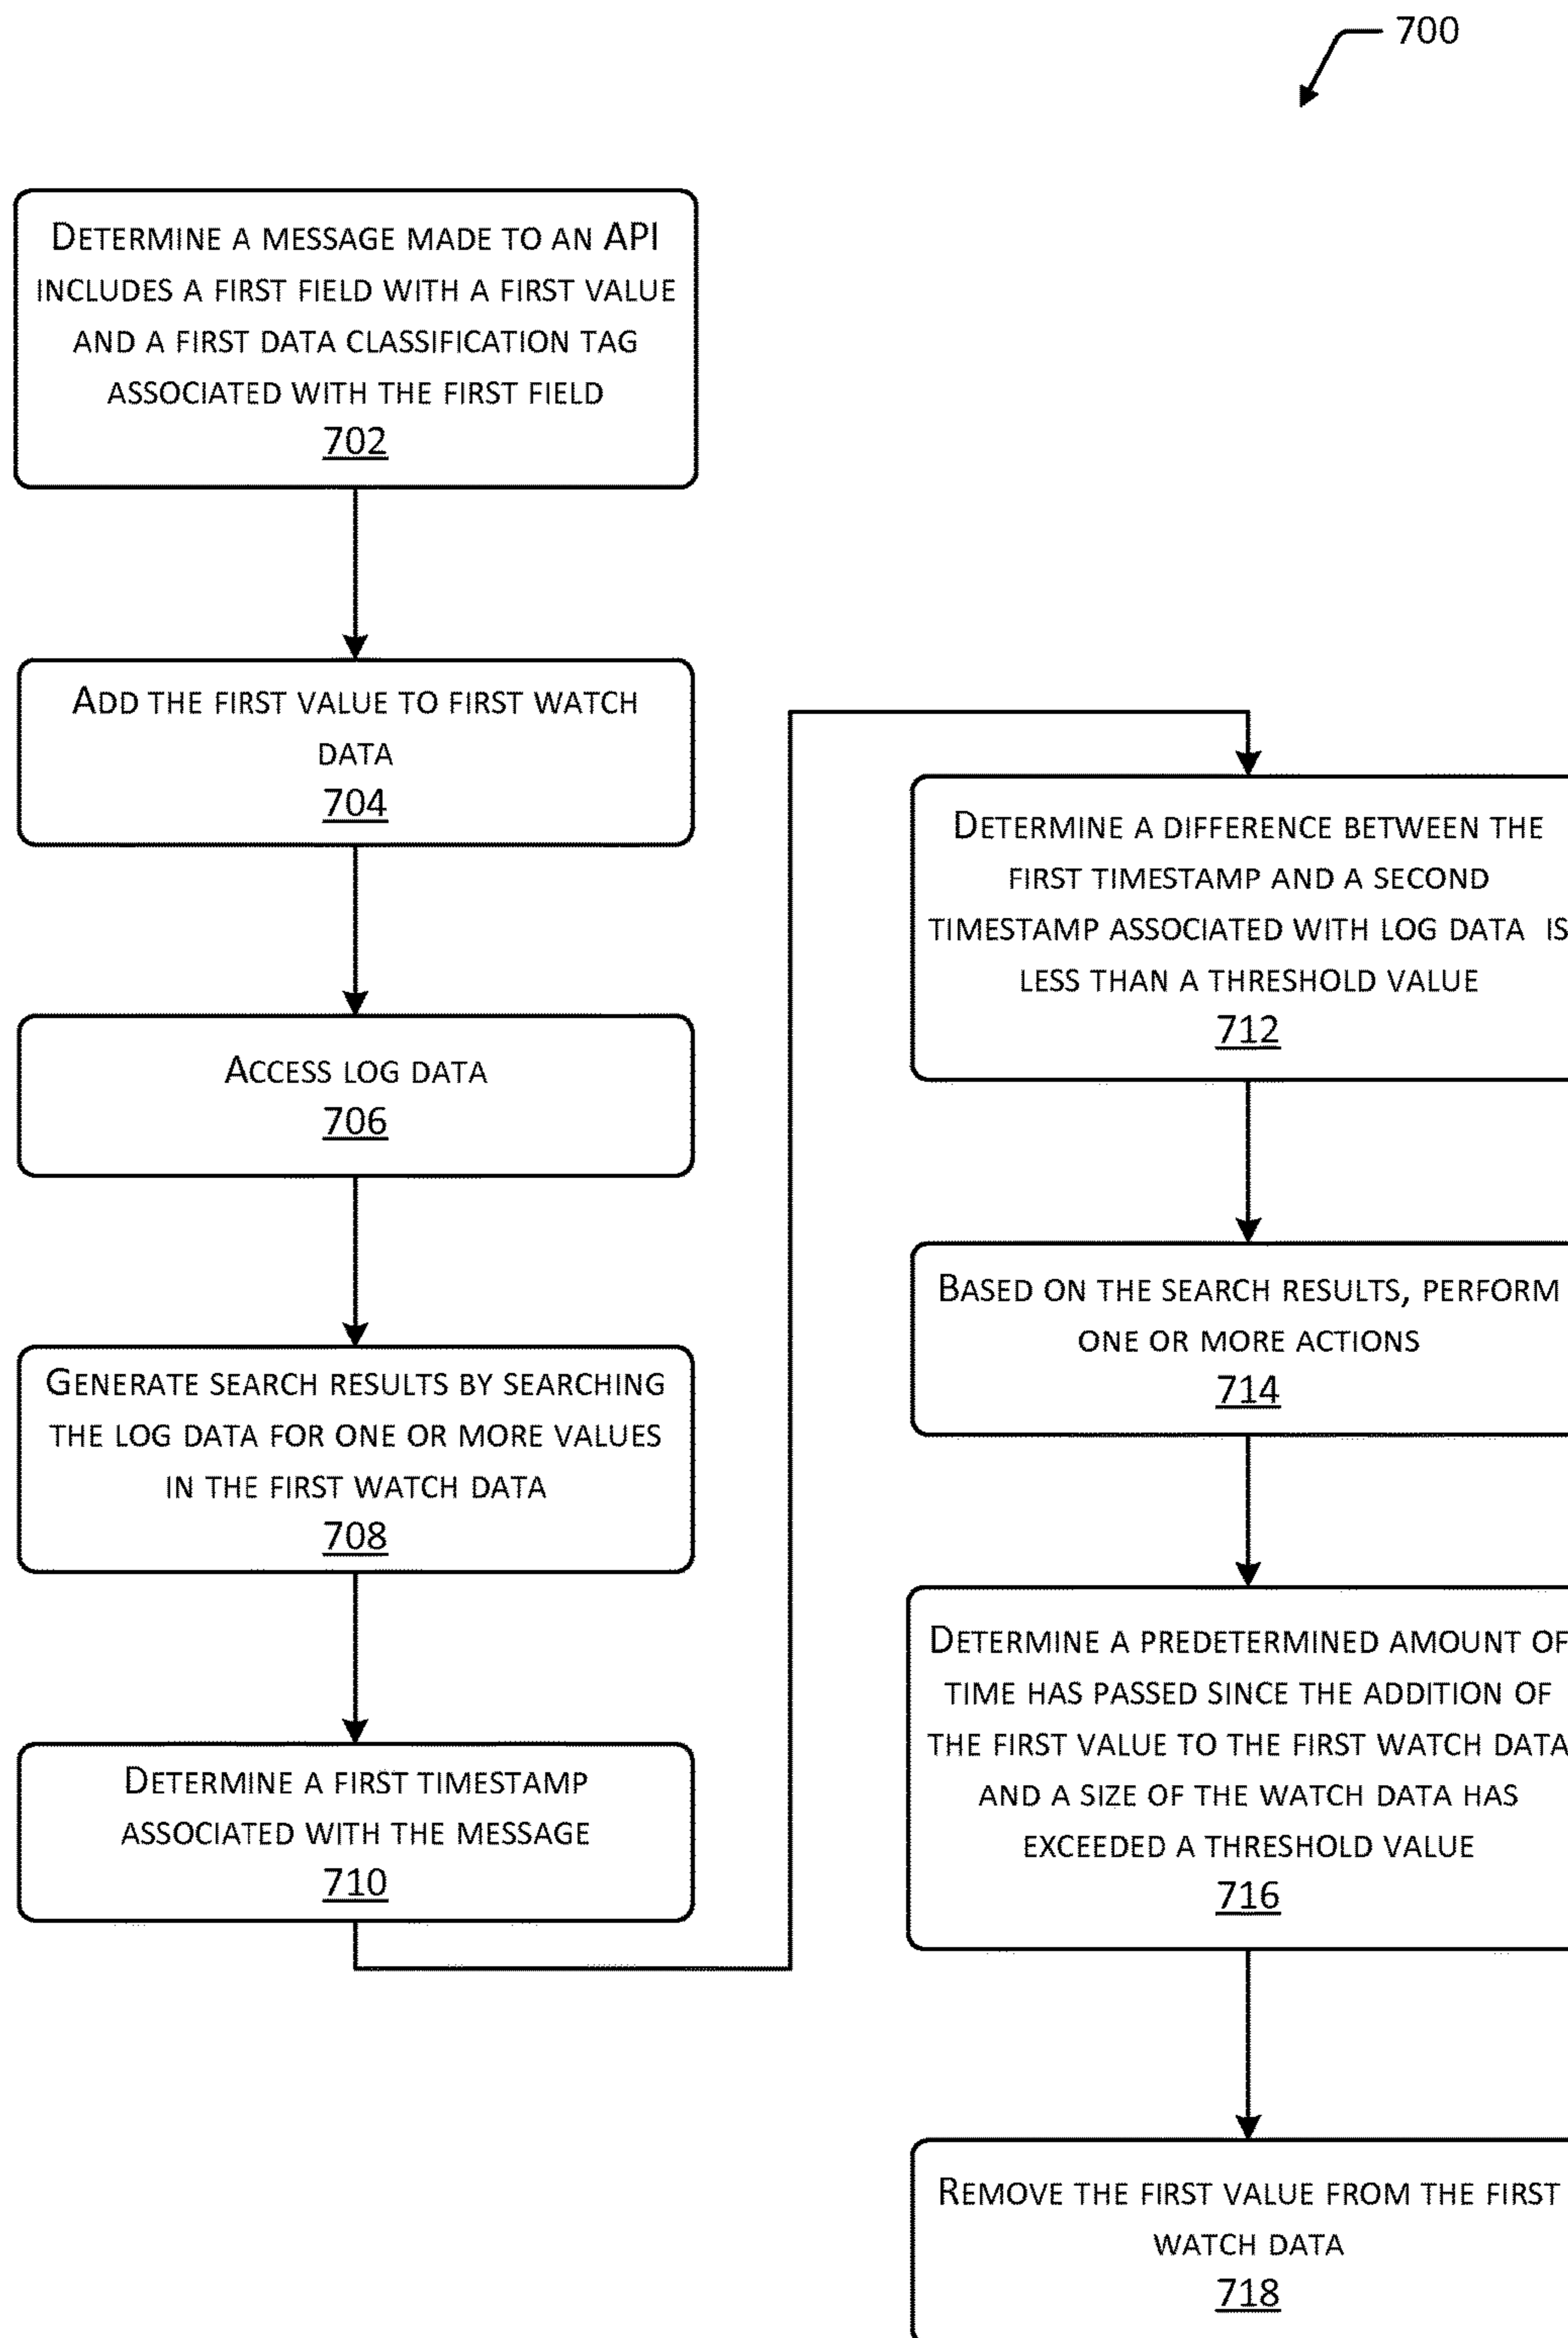 700
DETERMINE A MESSAGE MADE TO AN API
INCLUDES A FIRST FIELD WITH A FIRST VALUE
AND A FIRST DATA CLASSIFICATION TAG
ASSOCIATED WITH THE FIRST FIELD
702
ADD THE FIRST VALUE TO FIRST WATCH
DATA
704
ACCESS LOG DATA
706
GENERATE SEARCH RESULTS BY SEARCHING
THE LOG DATA FOR ONE OR MORE VALUES
IN THE FIRST WATCH DATA
708
DETERMINE A FIRST TIMESTAMP
ASSOCIATED WITH THE MESSAGE
710
DETERMINE A DIFFERENCE BETWEEN THE
FIRST TIMESTAMP AND A SECOND
TIMESTAMP ASSOCIATED WITH LOG DATA IS
LESS THAN A THRESHOLD VALUE
712
BASED ON THE SEARCH RESULTS, PERFORM
ONE OR MORE ACTIONS
714
DETERMINE A PREDETERMINED AMOUNT OF
TIME HAS PASSED SINCE THE ADDITION OF
THE FIRST VALUE TO THE FIRST WATCH DATA
AND A SIZE OF THE WATCH DATA HAS
EXCEEDED A THRESHOLD VALUE
716
REMOVE THE FIRST VALUE FROM THE FIRST
WATCH DATA
718